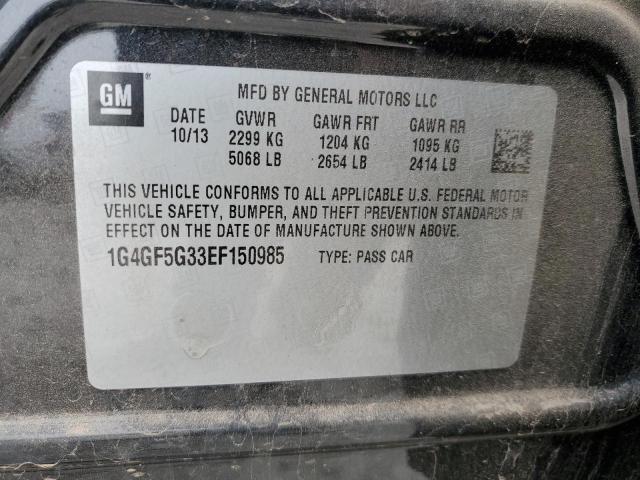 GM ®
MFD BY GENERAL MOTORS LLC
DATE GVWR GAWR FRT GAWR RR
10/13 2299 KG 1204 KG 1095 KG
5068 LB 2654 LB 2414 LB
THIS VEHICLE CONFORMS TO ALL APPLICABLE U.S. FEDERAL MOTOR
VEHICLE SAFETY, BUMPER, AND THEFT PREVENTION STANDARDS IN
EFFECT ON THE DATE OF MANUFACTURE SHOWN ABOVE.
1G4GF5G33EF150985 TYPE: PASS CAR